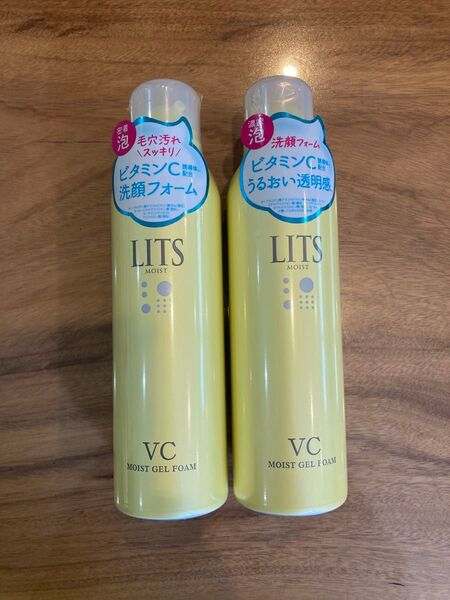 密着
泡
毛穴汚れ
\スッキリ/
ビタミンC誘導体※配合
洗顔フォーム
LITS
MOIST
VC
MOIST GEL FOAM
泡
洗顔フォーム
ビタミンC誘導体※配合
うるおい透明感
LITS
MOIST
VC
MOIST GEL FOAM